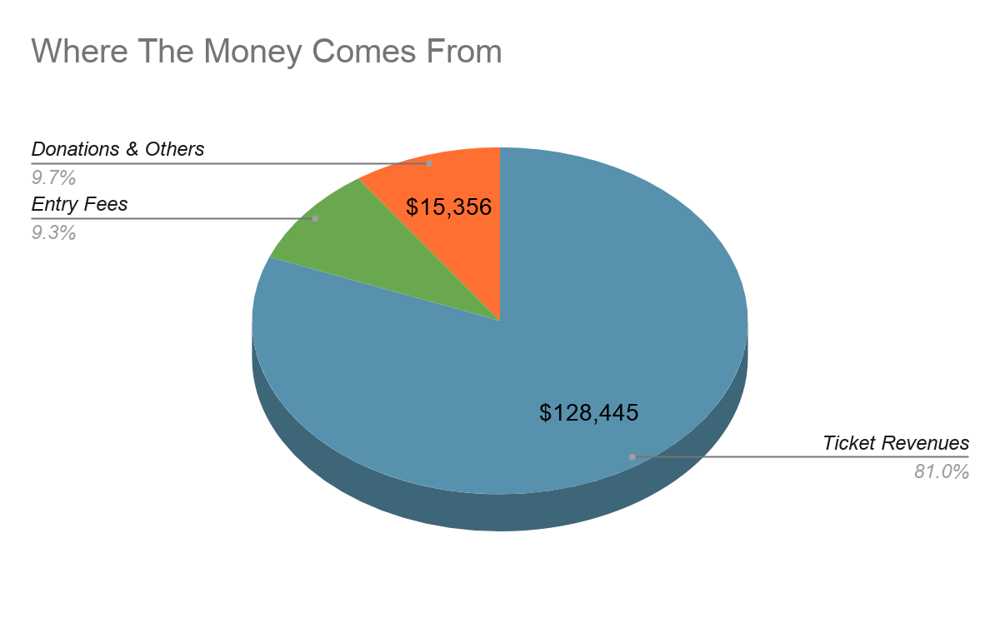 Where The Money Comes From
Donations & Others
9.7%
Entry Fees
9.3%
$15,356
$128,445
Ticket Revenues
81.0%